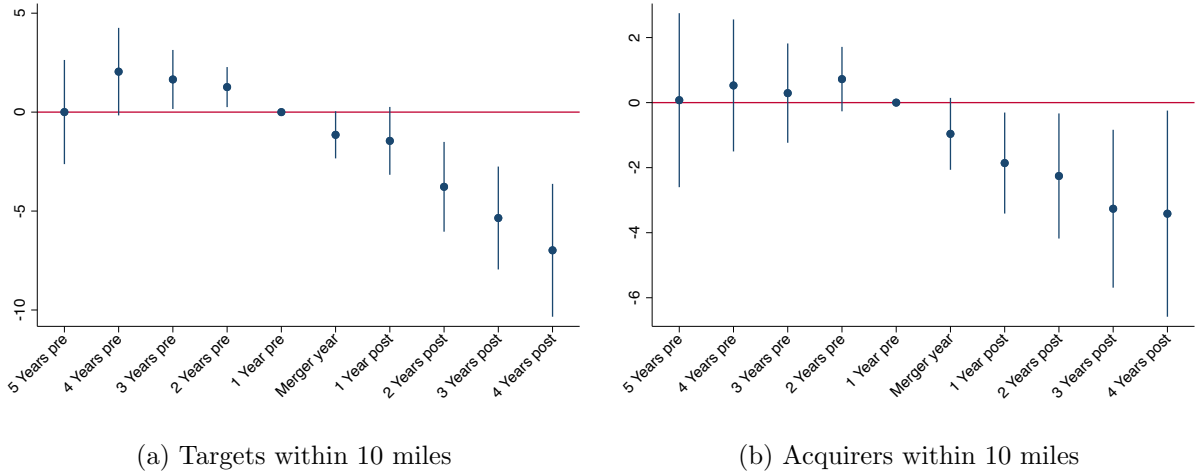 5
0
-5
-10
5 Years pre
4 Years pre
3 Years pre
2 Years pre
1 Year pre
Merger year
1 Year post
2 Years post
3 Years post
4 Years post
(a) Targets within 10 miles
2
0
-2
-4
-6
5 Years pre
4 Years pre
3 Years pre
2 Years pre
1 Year pre
Merger year
1 Year post
2 Years post
3 Years post
4 Years post
(b) Acquirers within 10 miles